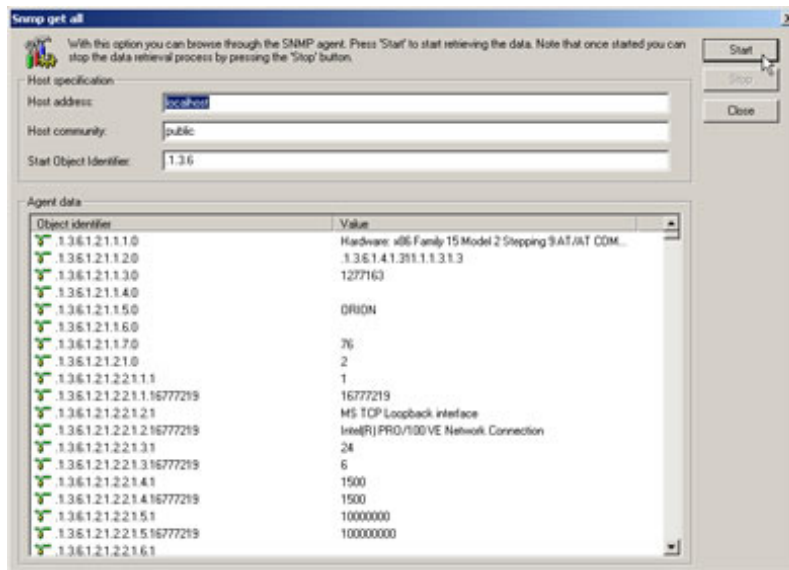 Snmp get all
With this option you can browse through the SNMP agent. Press 'Start' to start retrieving the data. Note that once started you can
stop the data retrieval process by pressing the 'Stop' button.
Start
Stop
Close
Host specification
Host address: localhost
Host community: public
Start Object Identifier: .1.3.6
Agent data
Object identifier Value
.1.3.6.1.2.1.1.1.0 Hardware: x86 Family 15 Model 2 Stepping 9 AT/AT COM...
.1.3.6.1.2.1.1.2.0 .1.3.6.1.4.1.311.1.1.3.1.3
.1.3.6.1.2.1.1.3.0 1277163
.1.3.6.1.2.1.1.4.0
.1.3.6.1.2.1.1.5.0 ORION
.1.3.6.1.2.1.1.6.0
.1.3.6.1.2.1.1.7.0 76
.1.3.6.1.2.1.2.1.0 2
.1.3.6.1.2.1.2.2.1.1.1 1
.1.3.6.1.2.1.2.2.1.1.16777219 16777219
.1.3.6.1.2.1.2.2.1.2.1 MS TCP Loopback interface
.1.3.6.1.2.1.2.2.1.2.16777219 Intel(R) PRO/100 VE Network Connection
.1.3.6.1.2.1.2.2.1.3.1 24
.1.3.6.1.2.1.2.2.1.3.16777219 6
.1.3.6.1.2.1.2.2.1.4.1 1500
.1.3.6.1.2.1.2.2.1.4.16777219 1500
.1.3.6.1.2.1.2.2.1.5.1 10000000
.1.3.6.1.2.1.2.2.1.5.16777219 100000000
.1.3.6.1.2.1.2.2.1.6.1